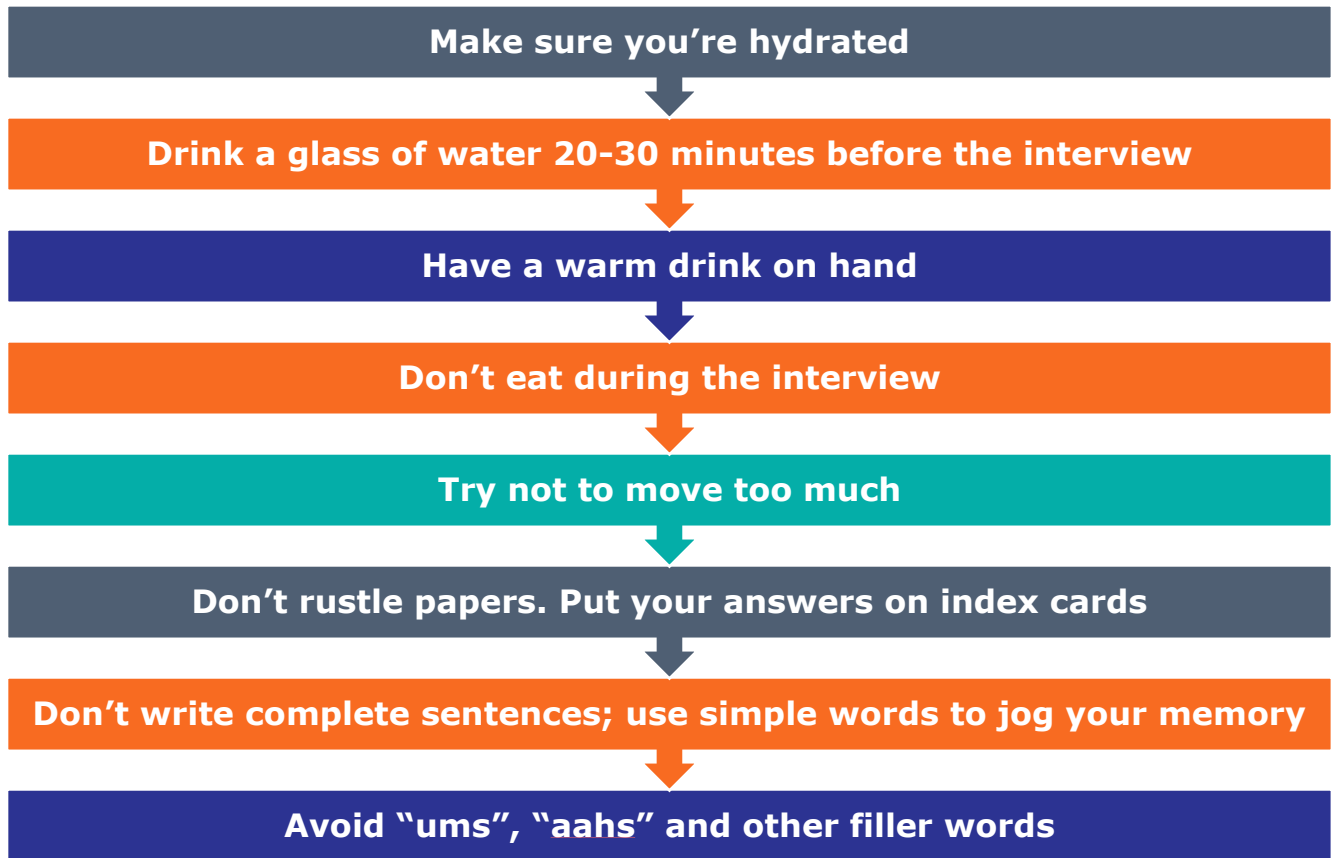 Make sure you’re hydrated
Drink a glass of water 20-30 minutes before the interview
Have a warm drink on hand
Don’t eat during the interview
Try not to move too much
Don’t rustle papers. Put your answers on index cards
Don’t write complete sentences; use simple words to jog your memory
Avoid “ums”, “aahs” and other filler words